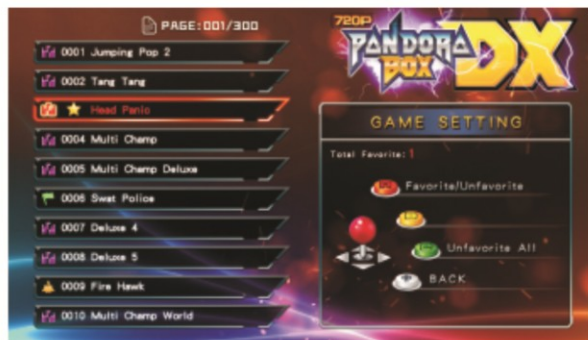 PAGE:001/300
0001 Jumping Pop 2
0002 Tang Tang
Head Panic
0004 Multi Champ
0005 Multi Champ Deluxe
0006 Swat Police
0007 Deluxe 4
0008 Deluxe 5
0009 Fire Hawk
0010 Multi Champ World
720P
PANDORA
BOX
DX
GAME SETTING
Total Favorite: 1
Favorite/Unfavorite
Unfavorite All
BACK